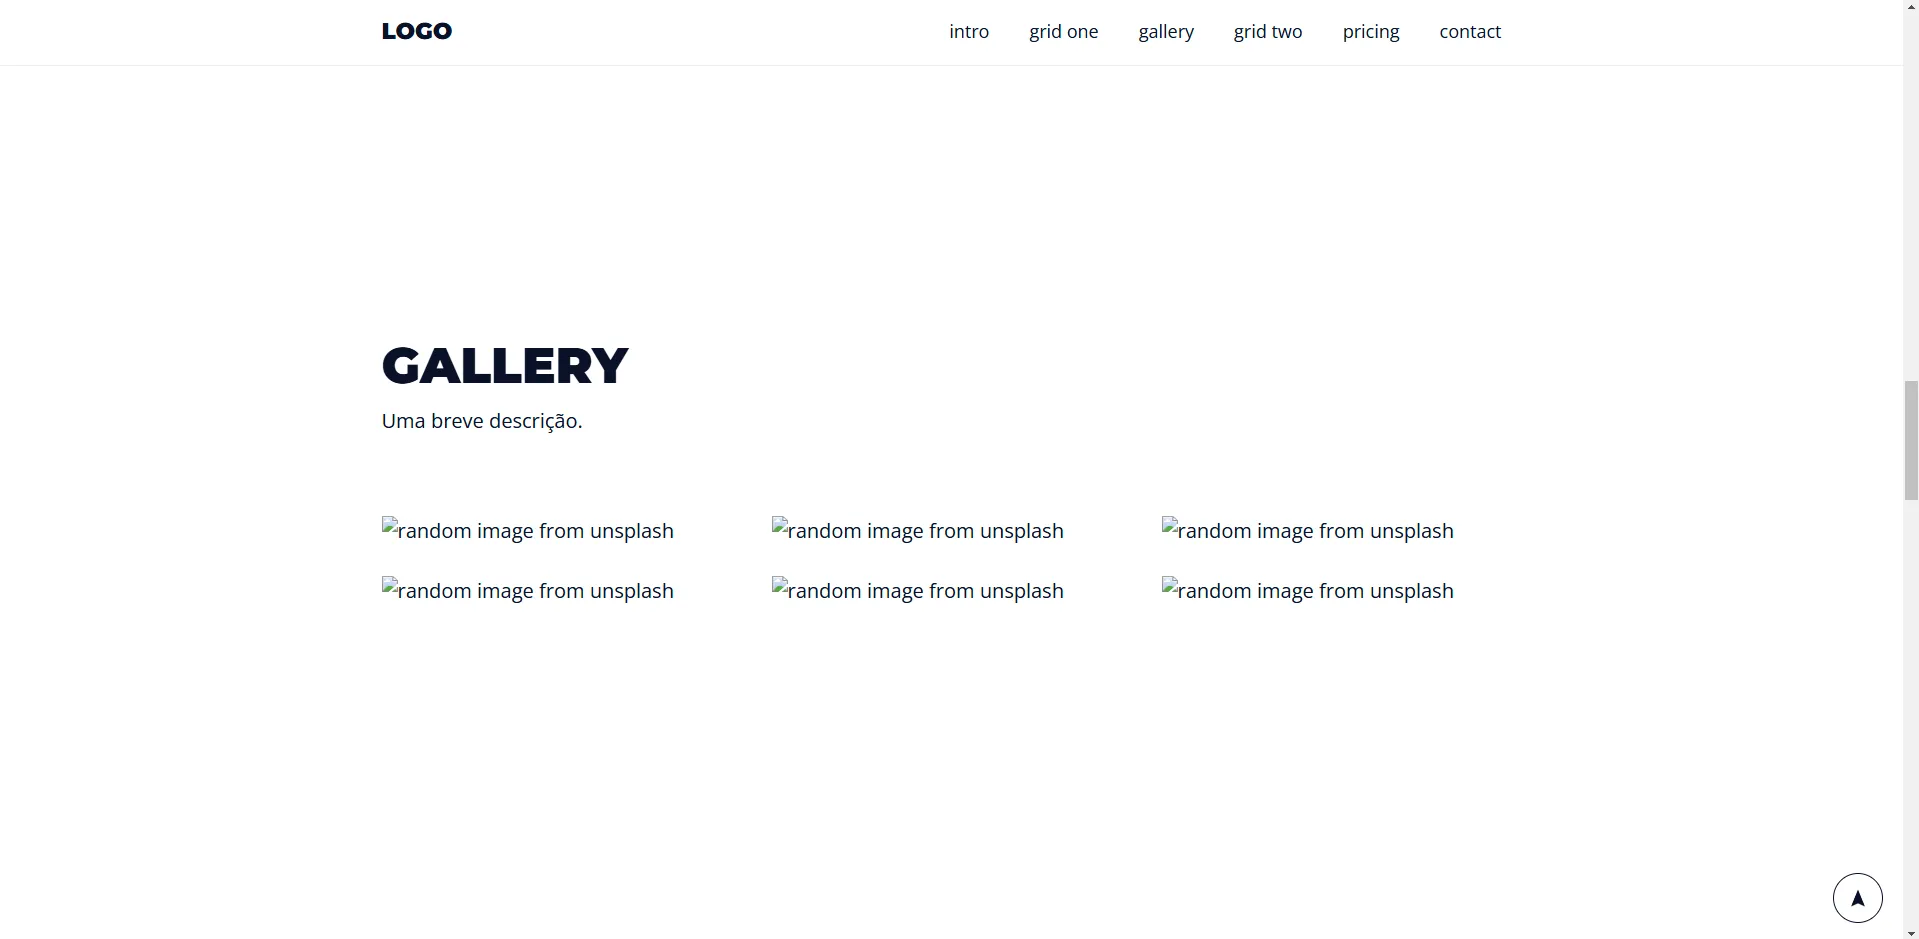 LOGO
intro grid one gallery grid two pricing contact
GALLERY
Uma breve descrição.
random image from unsplash random image from unsplash random image from unsplash
random image from unsplash random image from unsplash random image from unsplash